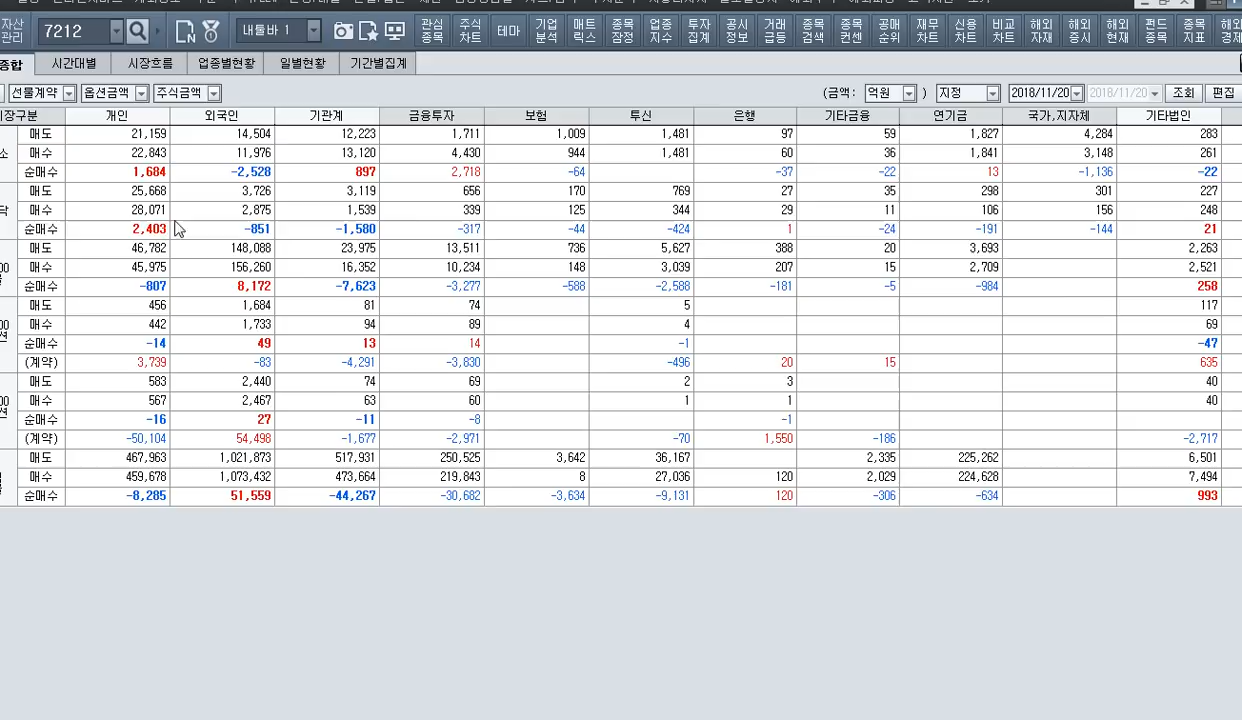 자산 관리 7212 내툴바 1 관심 종목 주식 차트 테마 기업 분석 매트 릭스 종목 잠정 업종 지수 투자 집계 공시 정보 거래 급등 종목 검색 종목 컨센 공매 순위 재무 차트 신용 차트 비교 차트 해외 자재 해외 증시 해외 현재 펀드 종목 종목 지표 해외 경제
종합 시간대별 시장흐름 업종별현황 일별현황 기간별집계
선물계약 옵션금액 주식금액 (금액: 억원 ) 지정 2018/11/20 2018/11/20 조회 편집
장구분 개인 외국인 기관계 금융투자 보험 투신 은행 기타금융 연기금 국가,지자체 기타법인
매도 21,159 14,504 12,223 1,711 1,009 1,481 97 59 1,827 4,284 283
소 매수 22,843 11,976 13,120 4,430 944 1,481 60 36 1,841 3,148 261
순매수 1,684 -2,528 897 2,718 -64 -37 -22 13 -1,136 -22
매도 25,668 3,726 3,119 656 170 769 27 35 298 301 227
닥 매수 28,071 2,875 1,539 339 125 344 29 11 106 156 248
순매수 2,403 -851 -1,580 -317 -44 -424 1 -24 -191 -144 21
매도 46,782 148,088 23,975 13,511 736 5,627 388 20 3,693 2,263
00 매수 45,975 156,260 16,352 10,234 148 3,039 207 15 2,709 2,521
순매수 -807 8,172 -7,623 -3,277 -588 -2,588 -181 -5 -984 258
매도 456 1,684 81 74 5 117
00 매수 442 1,733 94 89 4 69
션 순매수 -14 49 13 14 -1 -47
(계약) 3,739 -83 -4,291 -3,830 -496 20 15 635
매도 583 2,440 74 69 2 3 40
00 매수 567 2,467 63 60 1 1 40
션 순매수 -16 27 -11 -8 -1
(계약) -50,104 54,498 -1,677 -2,971 -70 1,550 -186 -2,717
매도 467,963 1,021,873 517,931 250,525 3,642 36,167 2,335 225,262 6,501
매수 459,678 1,073,432 473,664 219,843 8 27,036 120 2,029 224,628 7,494
순매수 -8,285 51,559 -44,267 -30,682 -3,634 -9,131 120 -306 -634 993